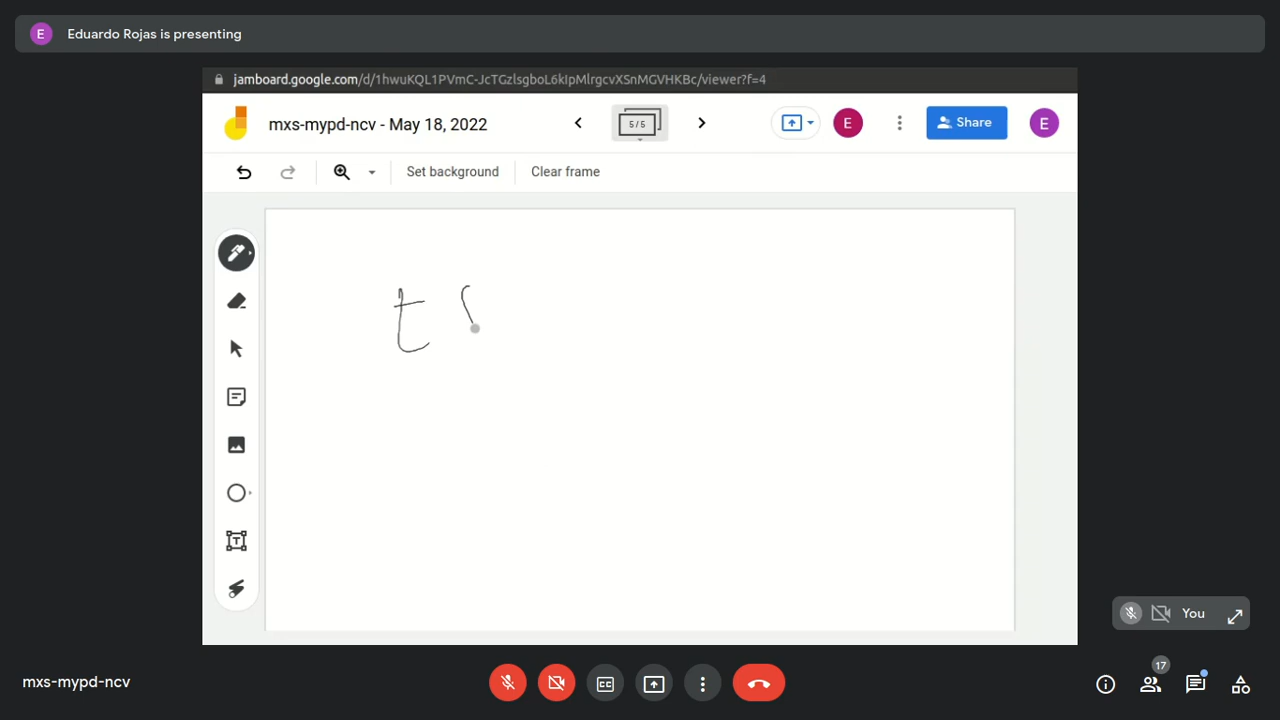 E Eduardo Rojas is presenting
jamboard.google.com/d/1hwuKQL1PVmC-JcTGzlsgboL6kIpMlrgcvXSnMGVHKBc/viewer?f=4
mxs-mypd-ncv - May 18, 2022 5/5 E Share E
Set background Clear frame
t
T
You
mxs-mypd-ncv CC 17